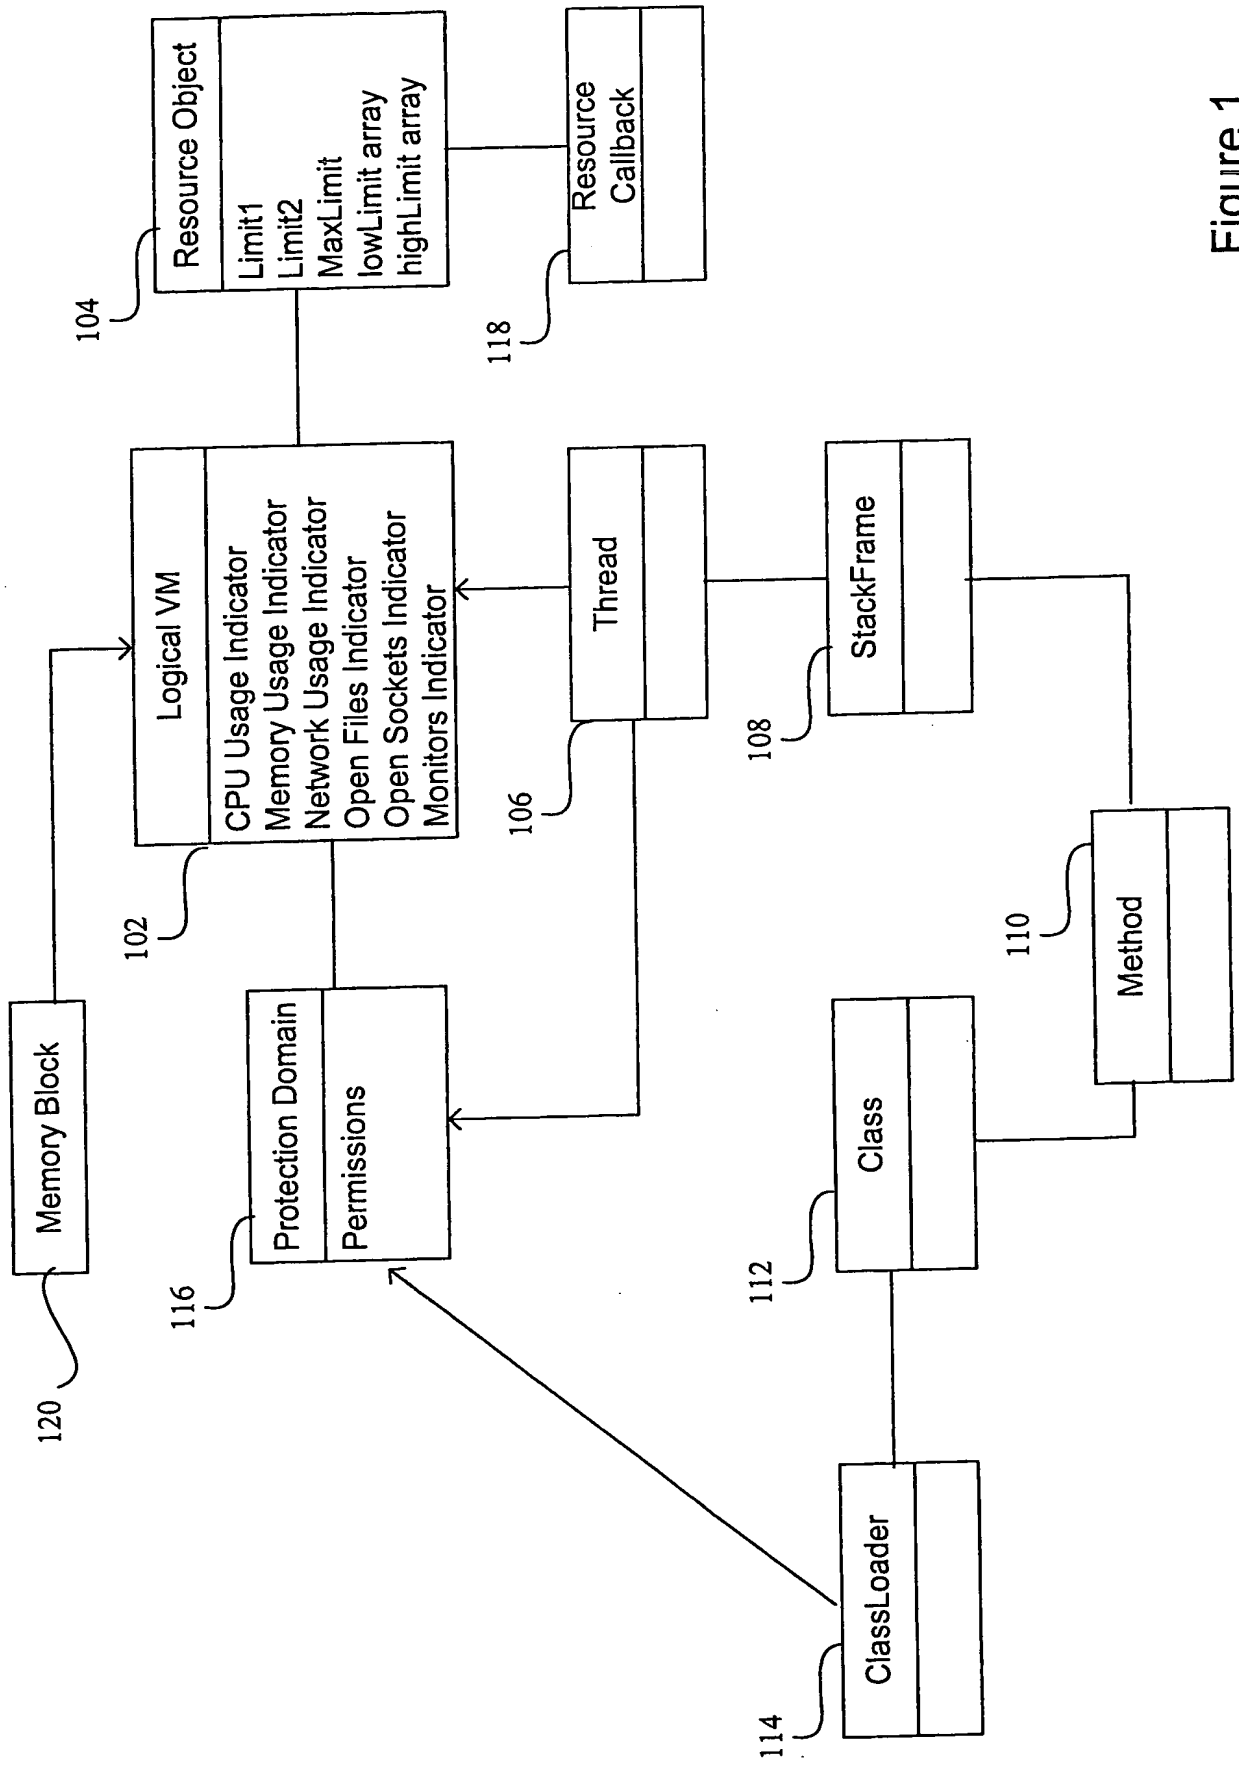 120
Memory Block
116
Protection Domain
Permissions
102
Logical VM
CPU Usage Indicator
Memory Usage Indicator
Network Usage Indicator
Open Files Indicator
Open Sockets Indicator
Monitors Indicator
104
Resource Object
Limit1
Limit2
MaxLimit
lowLimit array
highLimit array
118
Resource
Callback
106
Thread
108
StackFrame
110
Method
112
Class
114
ClassLoader
Figure 1